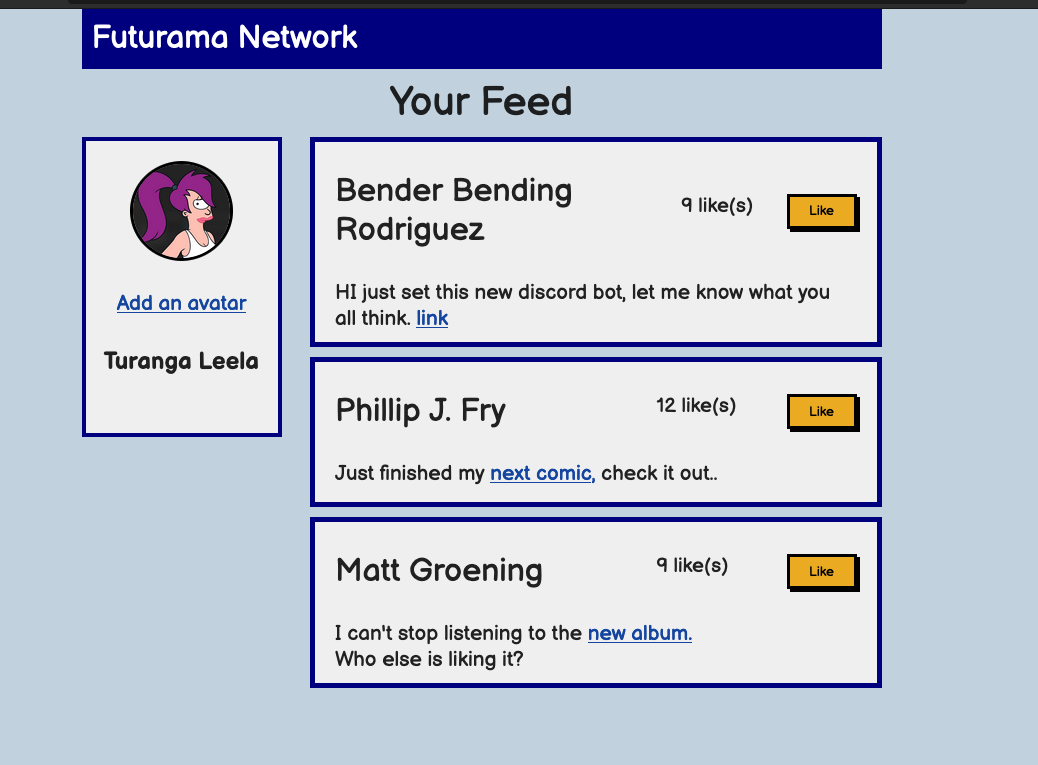 Futurama Network
Your Feed
Add an avatar
Turanga Leela
Bender Bending
Rodriguez
9 like(s)
Like
HI just set this new discord bot, let me know what you
all think. link
Phillip J. Fry
12 like(s)
Like
Just finished my next comic, check it out..
Matt Groening
9 like(s)
Like
I can't stop listening to the new album.
Who else is liking it?